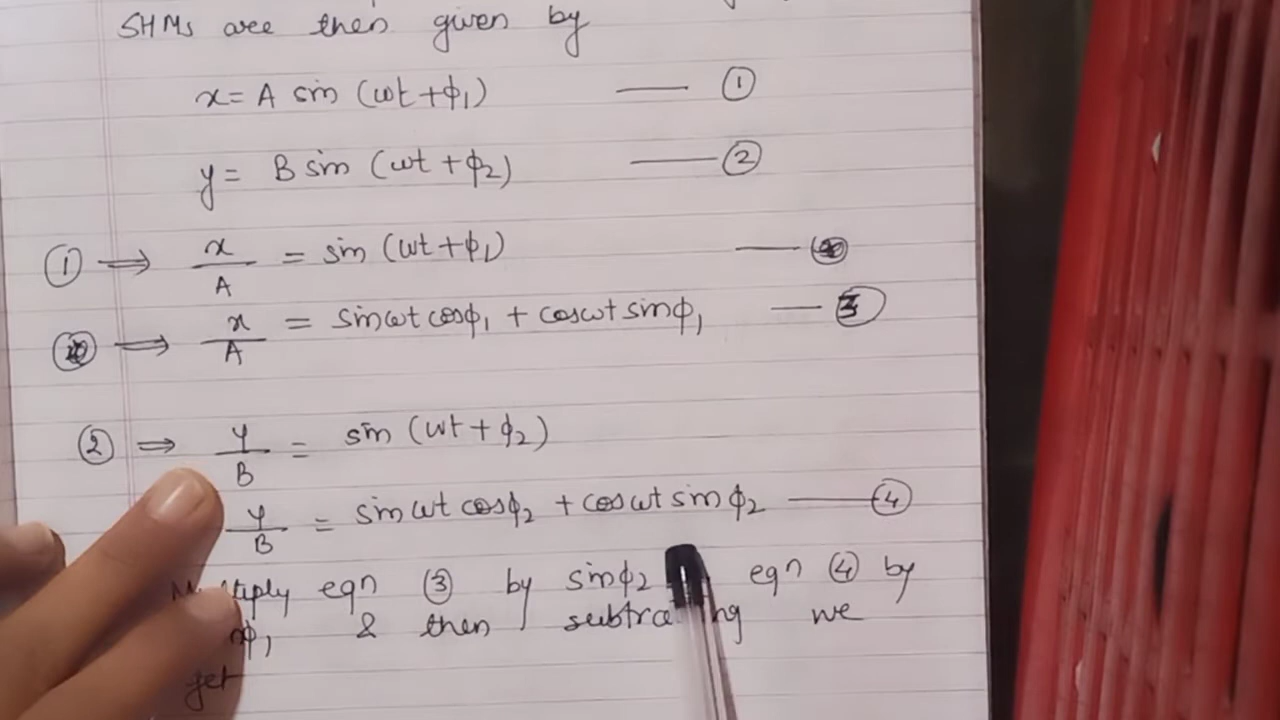 SHMs are then given by
x = A sin (ωt + ϕ₁) —— ①
y = B sin (ωt + ϕ₂) —— ②
① ⟹ x/A = sin (ωt + ϕ₁) ——
⟹ x/A = sinωt cosϕ₁ + cosωt sinϕ₁ — ③
② ⟹ y/B = sin (ωt + ϕ₂)
y/B = sinωt cosϕ₂ + cosωt sinϕ₂ —— ④
eqn ③ by sinϕ₂ eqn ④ by
& then we
get